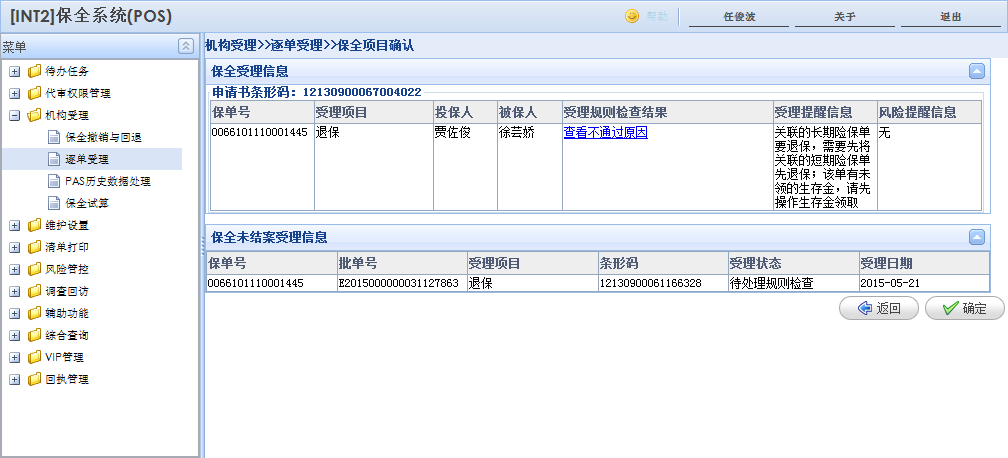 [INT2]保全系统(POS)
帮助
任俊波
关于
退出
菜单
待办任务
代审权限管理
机构受理
保全撤销与回退
逐单受理
PAS历史数据处理
保全试算
维护设置
清单打印
风险管控
调查回访
辅助功能
综合查询
VIP管理
回执管理
机构受理>>逐单受理>>保全项目确认
保全受理信息
申请书条形码：12130900067004022
保单号 受理项目 投保人 被保人 受理规则检查结果 受理提醒信息 风险提醒信息
0066101110001445 退保 贾佐俊 徐芸娇 查看不通过原因 关联的长期险保单 无
要退保，需要先将
关联的短期险保单
先退保；该单有未
领的生存金，请先
操作生存金领取
保全未结案受理信息
保单号 批单号 受理项目 条形码 受理状态 受理日期
0066101110001445 E2015000000031127863 退保 12130900061166328 待处理规则检查 2015-05-21
返回 确定